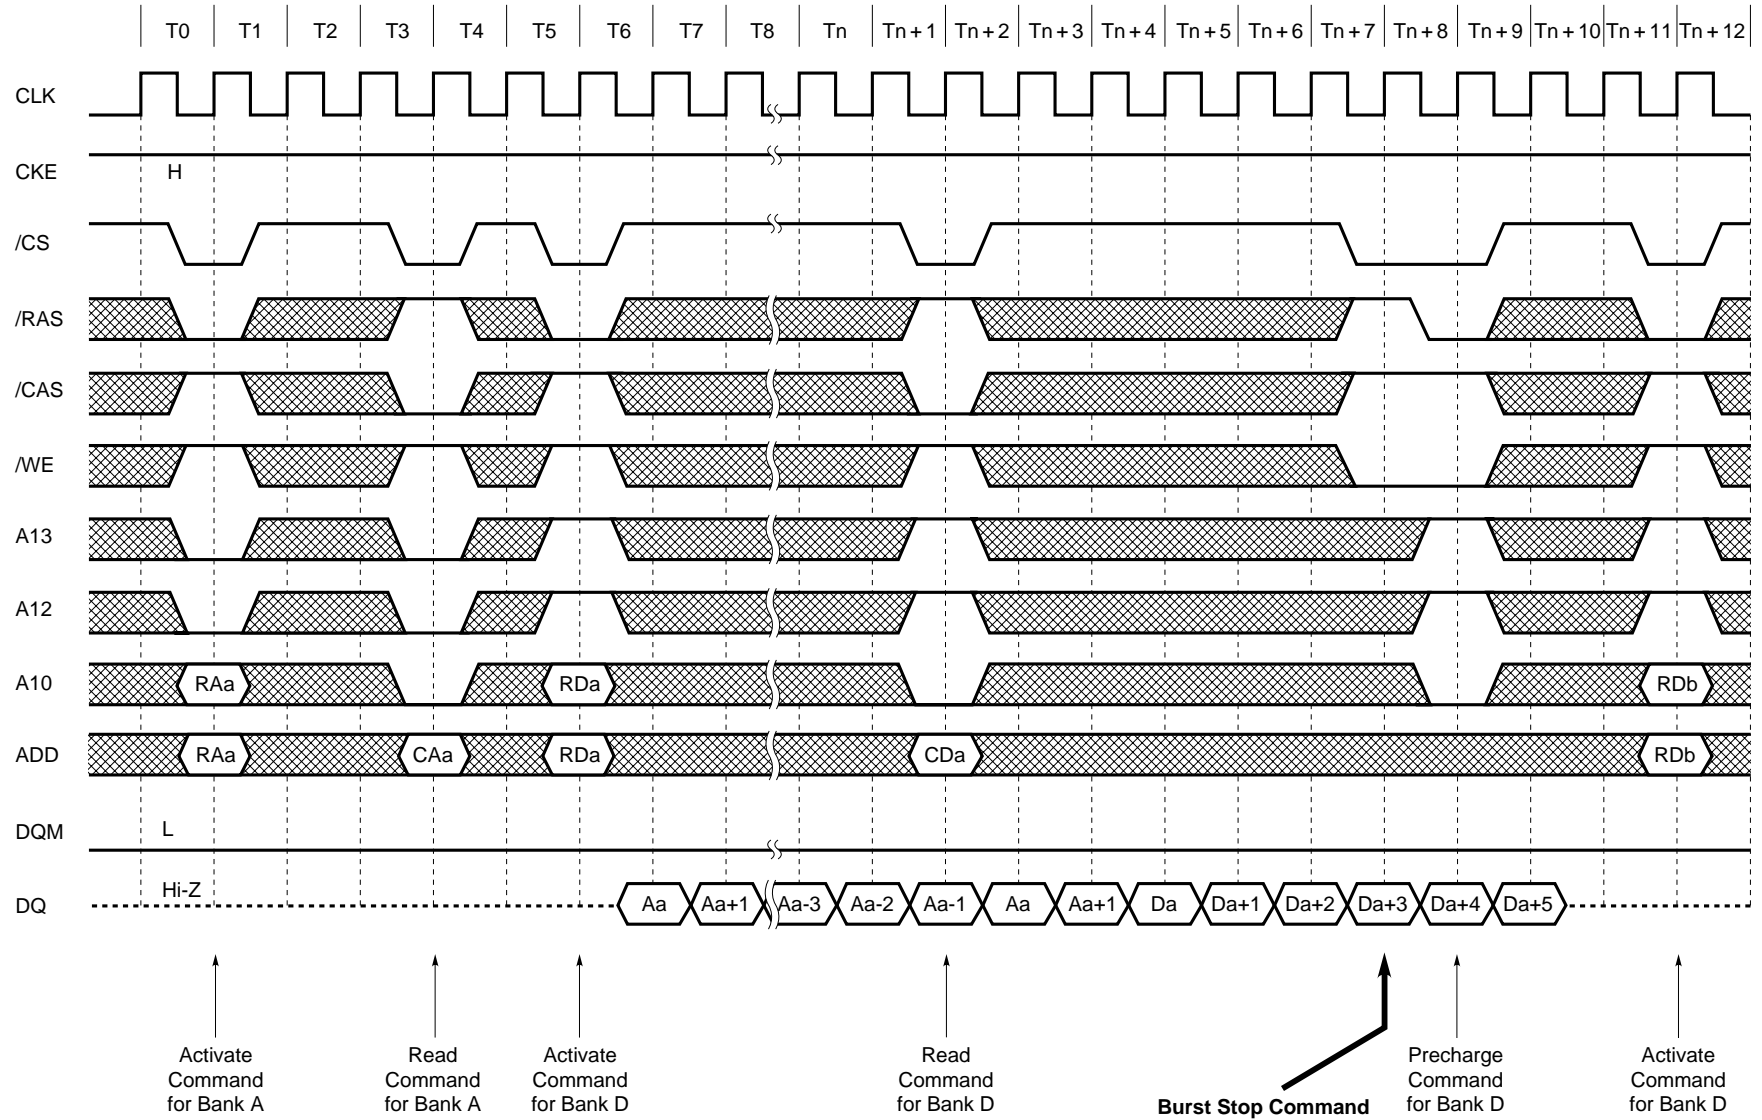 T0 T1 T2 T3 T4 T5 T6 T7 T8 Tn Tn + 1 Tn + 2 Tn + 3 Tn + 4 Tn + 5 Tn + 6 Tn + 7 Tn + 8 Tn + 9 Tn + 10 Tn + 11 Tn + 12
CLK
CKE H
/CS
/RAS
/CAS
/WE
A13
A12
A10 RAa RDa RDb
ADD RAa CAa RDa CDa RDb
DQM L
DQ Hi-Z Aa Aa+1 Aa-3 Aa-2 Aa-1 Aa Aa+1 Da Da+1 Da+2 Da+3 Da+4 Da+5
Activate
Command
for Bank A
Read
Command
for Bank A
Activate
Command
for Bank D
Read
Command
for Bank D
Burst Stop Command
Precharge
Command
for Bank D
Activate
Command
for Bank D